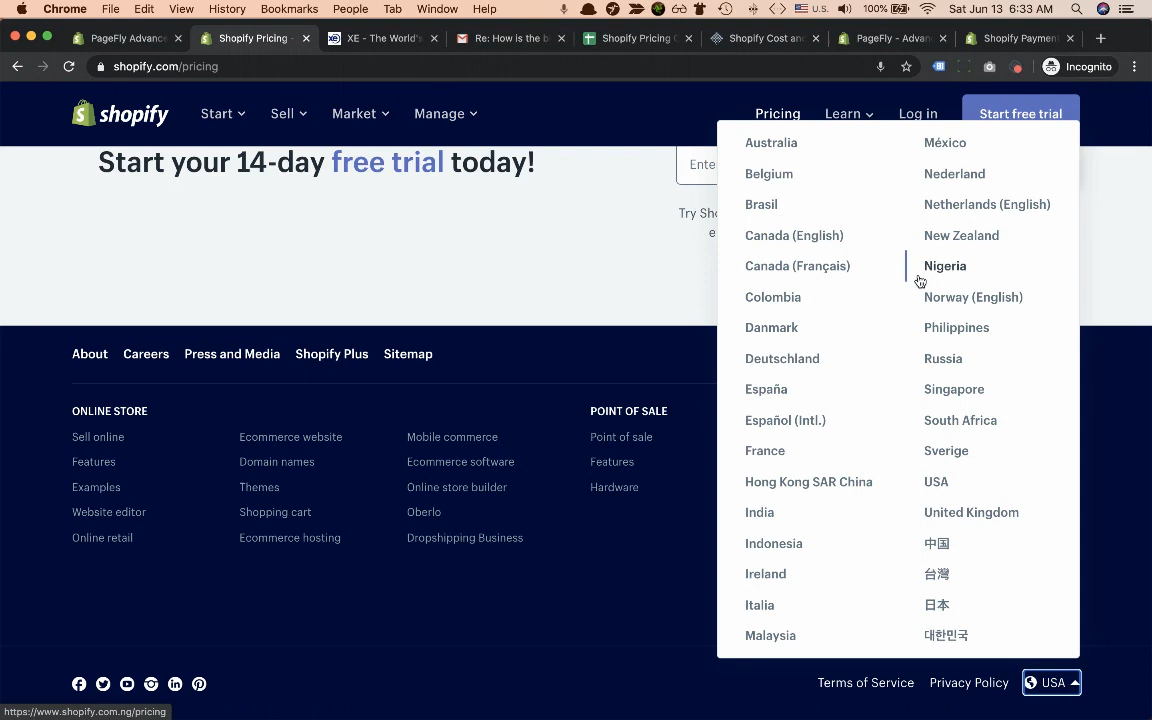 Chrome File Edit View History Bookmarks People Tab Window Help U.S. 100% Sat Jun 13 6:33 AM
PageFly Advance Shopify Pricing - XE - The World's Re: How is the b Shopify Pricing C Shopify Cost and PageFly - Advan Shopify Payment
shopify.com/pricing Incognito
shopify Start Sell Market Manage Pricing Learn Log in Start free trial
Start your 14-day free trial today!
Enter
Try Sho
e
Australia México
Belgium Nederland
Brasil Netherlands (English)
Canada (English) New Zealand
Canada (Français) Nigeria
Colombia Norway (English)
Danmark Philippines
Deutschland Russia
España Singapore
Español (Intl.) South Africa
France Sverige
Hong Kong SAR China USA
India United Kingdom
Indonesia 中国
Ireland 台灣
Italia 日本
Malaysia 대한민국
About Careers Press and Media Shopify Plus Sitemap
ONLINE STORE POINT OF SALE
Sell online Ecommerce website Mobile commerce Point of sale
Features Domain names Ecommerce software Features
Examples Themes Online store builder Hardware
Website editor Shopping cart Oberlo
Online retail Ecommerce hosting Dropshipping Business
Terms of Service Privacy Policy USA
https://www.shopify.com.ng/pricing